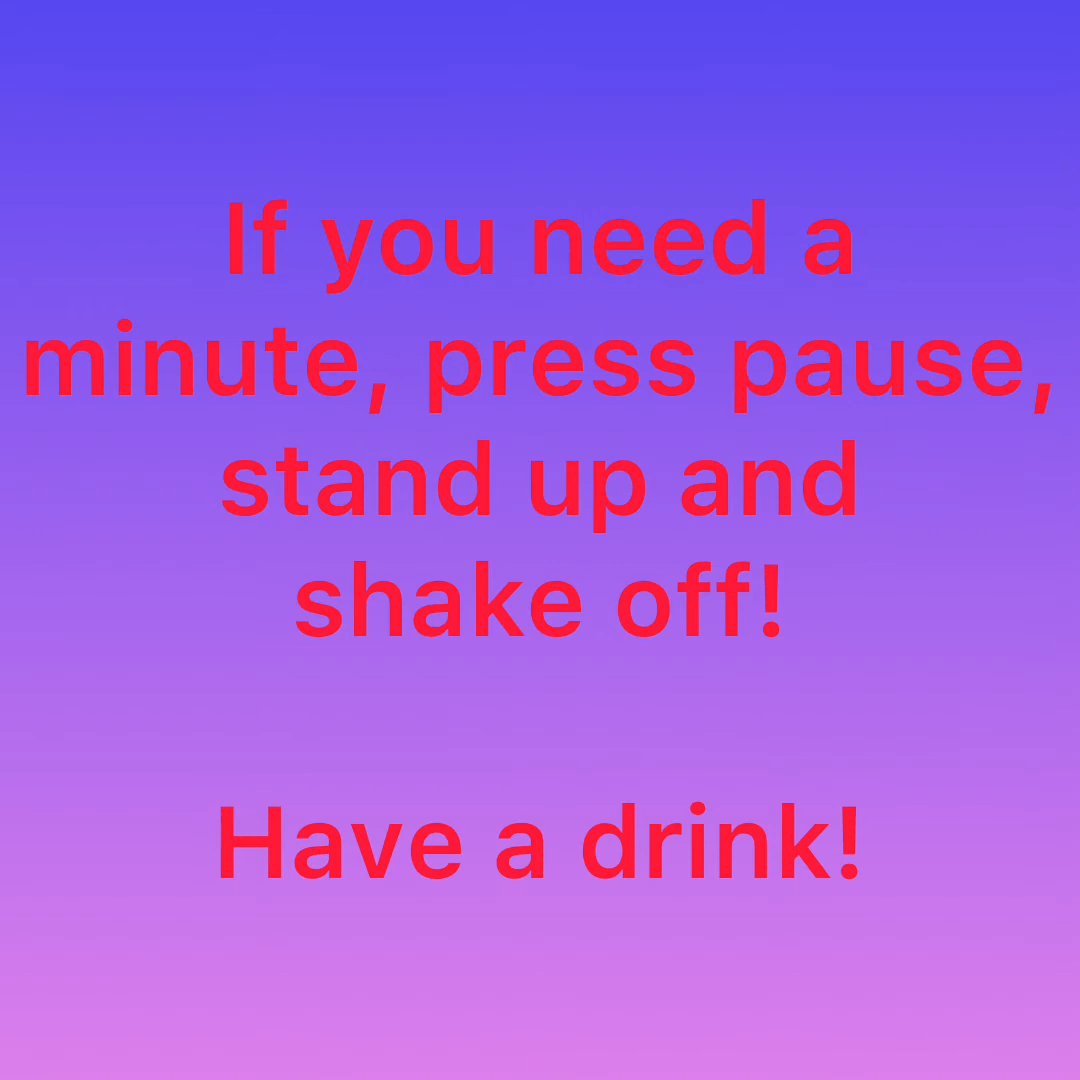 If you need a
minute, press pause,
stand up and
shake off!
Have a drink!